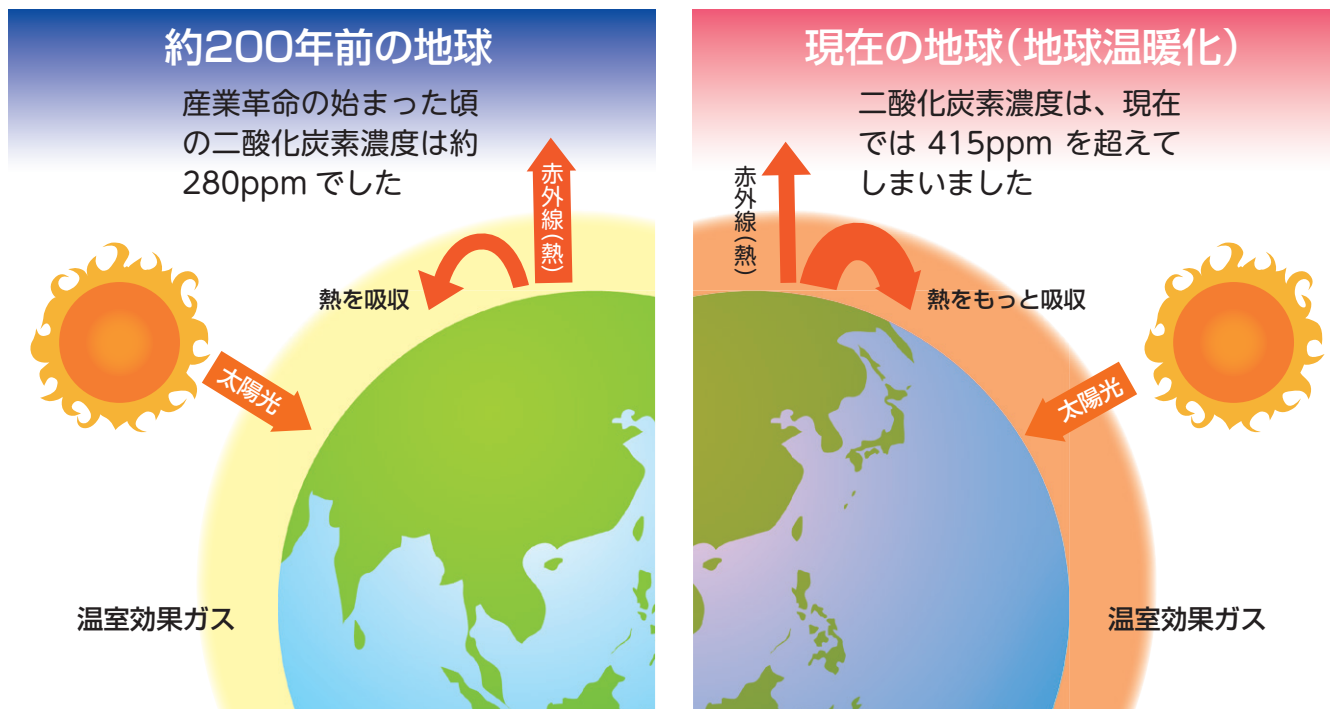 約200年前の地球
産業革命の始まった頃
の二酸化炭素濃度は約
280ppm でした
赤外線(熱)
熱を吸収
太陽光
温室効果ガス
現在の地球(地球温暖化)
二酸化炭素濃度は、現在
では 415ppm を超えて
しまいました
赤外線(熱)
熱をもっと吸収
太陽光
温室効果ガス